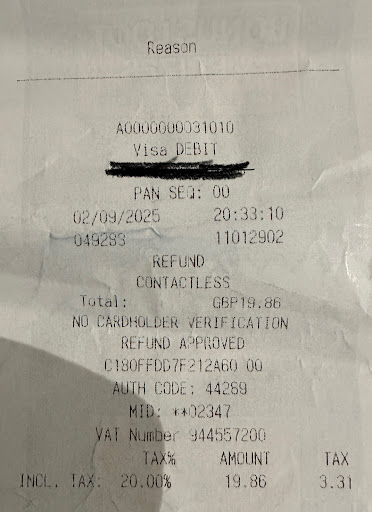 Reason
A0000000031010
Visa DEBIT
PAN SEQ: 00
02/09/2025 20:33:10
049283 11012902
REFUND
CONTACTLESS
Total: GBP19.86
NO CARDHOLDER VERIFICATION
REFUND APPROVED
C180FFDD7F212A60 00
AUTH CODE: 44289
MID: **02347
VAT Number 944557200
TAX% AMOUNT TAX
INCL. TAX: 20.00% 19.86 3.31